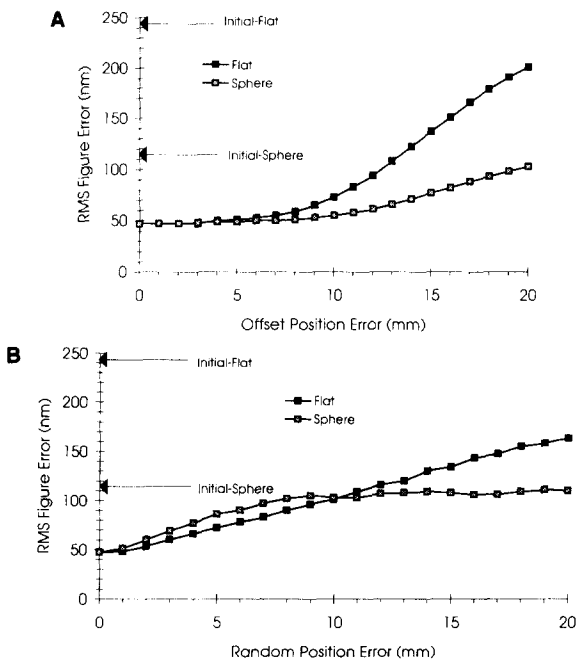 A
250
200
150
100
50
0
RMS Figure Error (nm)
Initial-Flat
Flat
Sphere
Initial-Sphere
0 5 10 15 20
Offset Position Error (mm)
B
250
200
150
100
50
0
RMS Figure Error (nm)
Initial-Flat
Flat
Sphere
Initial-Sphere
0 5 10 15 20
Random Position Error (mm)